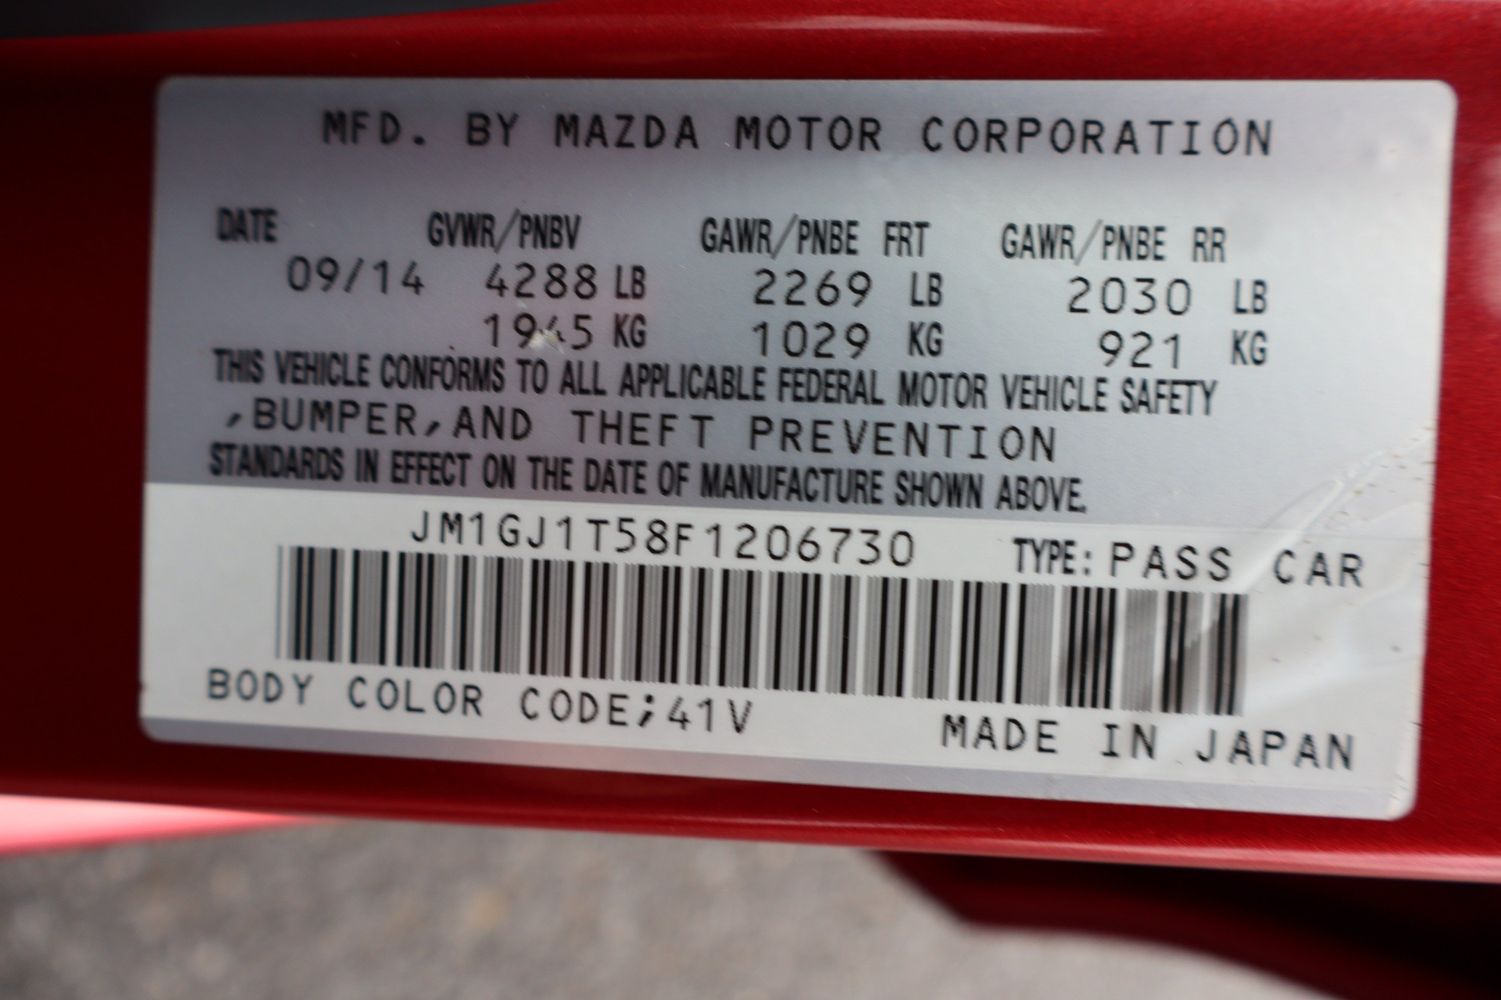 MFD. BY MAZDA MOTOR CORPORATION
DATE GVWR/PNBV GAWR/PNBE FRT GAWR/PNBE RR
09/14 4288 LB 2269 LB 2030 LB
1945 KG 1029 KG 921 KG
THIS VEHICLE CONFORMS TO ALL APPLICABLE FEDERAL MOTOR VEHICLE SAFETY
,BUMPER,AND THEFT PREVENTION
STANDARDS IN EFFECT ON THE DATE OF MANUFACTURE SHOWN ABOVE.
JM1GJ1T58F1206730 TYPE: PASS CAR
BODY COLOR CODE;41V MADE IN JAPAN